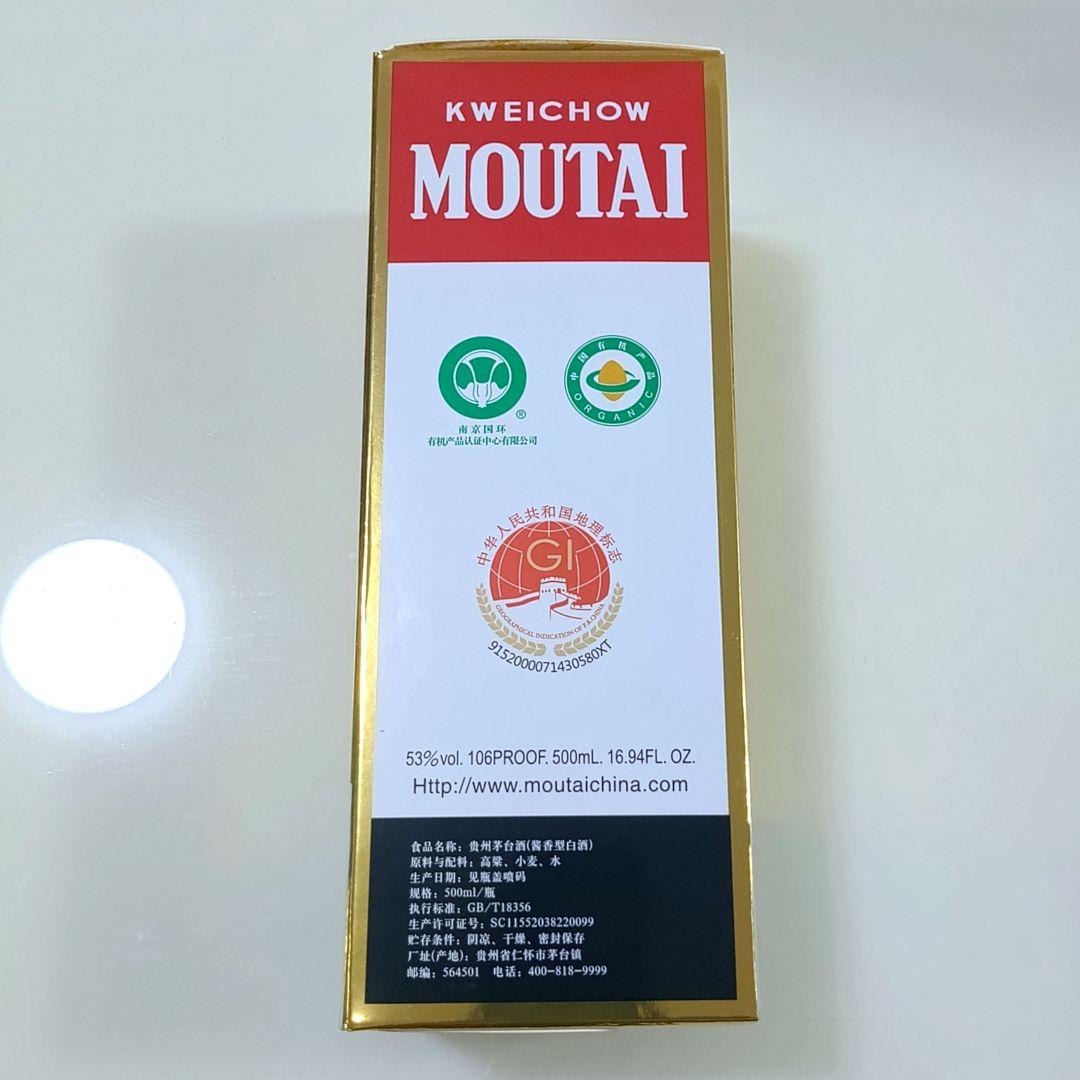 KWEICHOW
MOUTAI
南京国环
有机产品认证中心有限公司
®
中国有机产品
ORGANIC
中华人民共和国地理标志
GI
GEOGRAPHICAL INDICATION OF P.R.CHINA
9152000071430580XT
53%vol. 106PROOF. 500mL. 16.94FL. OZ.
Http://www.moutaichina.com
食品名称：贵州茅台酒(酱香型白酒)
原料与配料：高粱、小麦、水
生产日期：见瓶盖喷码
规格：500ml/瓶
执行标准：GB/T18356
生产许可证号：SC11552038220099
贮存条件：阴凉、干燥、密封保存
厂址(产地)：贵州省仁怀市茅台镇
邮编：564501 电话：400-818-9999